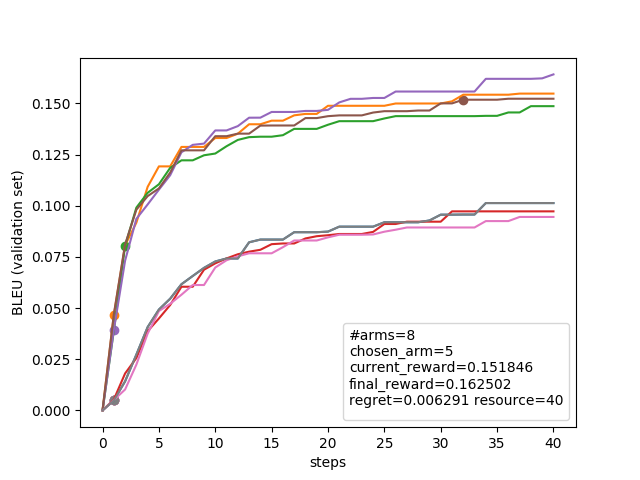 0.150
0.125
0.100
0.075
0.050
0.025
0.000
BLEU (validation set)
#arms=8
chosen_arm=5
current_reward=0.151846
final_reward=0.162502
regret=0.006291 resource=40
0 5 10 15 20 25 30 35 40
steps